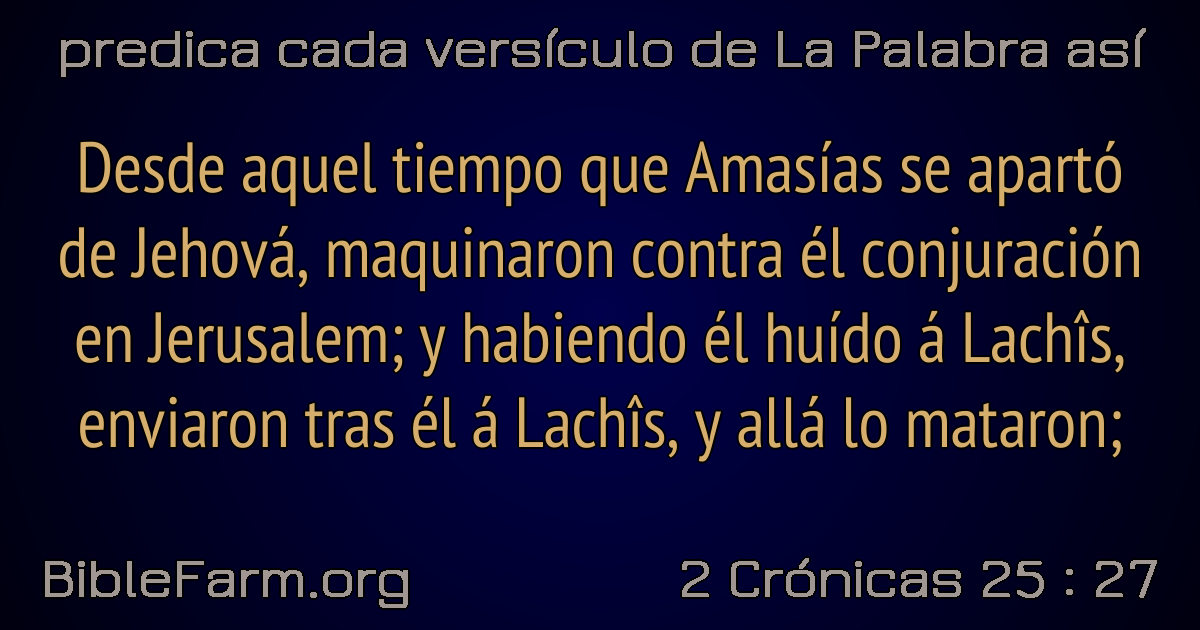 predica cada versículo de La Palabra así
Desde aquel tiempo que Amasías se apartó
de Jehová, maquinaron contra él conjuración
en Jerusalem; y habiendo él huído á Lachîs,
enviaron tras él á Lachîs, y allá lo mataron;
BibleFarm.org
2 Crónicas 25 : 27